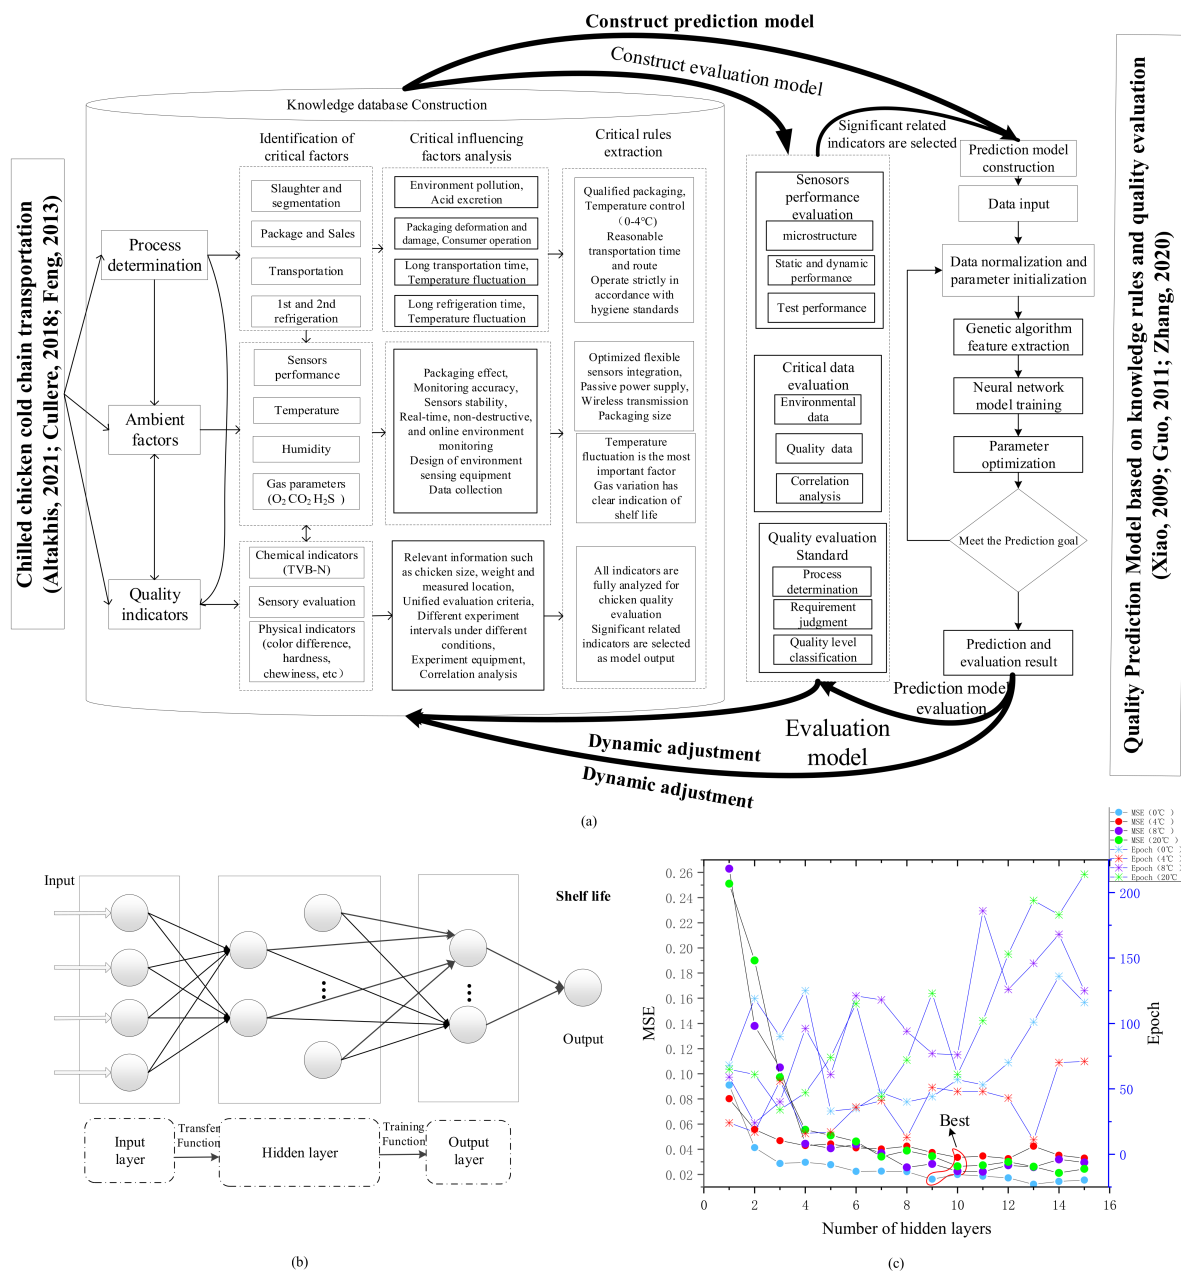 Construct prediction model
Construct evaluation model
Chilled chicken cold chain transportation
(Altakhis, 2021; Cullere, 2018; Feng, 2013)
Knowledge database Construction
Process
determination
Ambient
factors
Quality
indicators
Identification of
critical factors
Slaughter and
segmentation
Package and Sales
Transportation
1st and 2nd
refrigeration
Sensors
performance
Temperature
Humidity
Gas parameters
(O₂ CO₂ H₂S )
Chemical indicators
(TVB-N)
Sensory evaluation
Physical indicators
(color difference,
hardness,
chewiness, etc)
Critical influencing
factors analysis
Environment pollution,
Acid excretion
Packaging deformation and
damage, Consumer operation
Long transportation time,
Temperature fluctuation
Long refrigeration time,
Temperature fluctuation
Packaging effect,
Monitoring accuracy,
Sensors stability,
Real-time, non-destructive,
and online environment
monitoring
Design of environment
sensing equipment
Data collection
Relevant information such
as chicken size, weight and
measured location,
Unified evaluation criteria,
Different experiment
intervals under different
conditions,
Experiment equipment,
Correlation analysis
Critical rules
extraction
Qualified packaging,
Temperature control
(0-4℃)
Reasonable
transportation time
and route
Operate strictly in
accordance with
hygiene standards
Optimized flexible
sensors integration,
Passive power supply,
Wireless transmission
Packaging size
Temperature
fluctuation is the most
important factor
Gas variation has
clear indication of
shelf life
All indicators are
fully analyzed for
chicken quality
evaluation
Significant related
indicators are selected
as model output
Senosors
performance
evaluation
microstructure
Static and dynamic
performance
Test performance
Critical data
evaluation
Environmental
data
Quality data
Correlation
analysis
Quality evaluation
Standard
Process
determination
Requirement
judgment
Quality level
classification
Significant related
indicators are selected
Prediction model
construction
Data input
Data normalization and
parameter initialization
Genetic algorithm
feature extraction
Neural network
model training
Parameter
optimization
Meet the Prediction goal
Prediction and
evaluation result
Prediction model
evaluation
Evaluation
model
Dynamic adjustment
Dynamic adjustment
Quality Prediction Model based on knowledge rules and quality evaluation
(Xiao, 2009; Guo, 2011; Zhang, 2020)
(a)
Input
Shelf life
Output
Input
layer
Transfer
Function
Hidden layer
Training
Function
Output
layer
(b)
MSE (0℃ )
MSE (4℃ )
MSE (8℃ )
MSE (20℃ )
Epoch (0℃ )
Epoch (4℃ )
Epoch (8℃ )
Epoch (20℃ )
0.26
0.24
0.22
0.20
0.18
0.16
0.14
0.12
0.10
0.08
0.06
0.04
0.02
MSE
200
150
100
50
0
Epoch
Best
0 2 4 6 8 10 12 14 16
Number of hidden layers
(c)